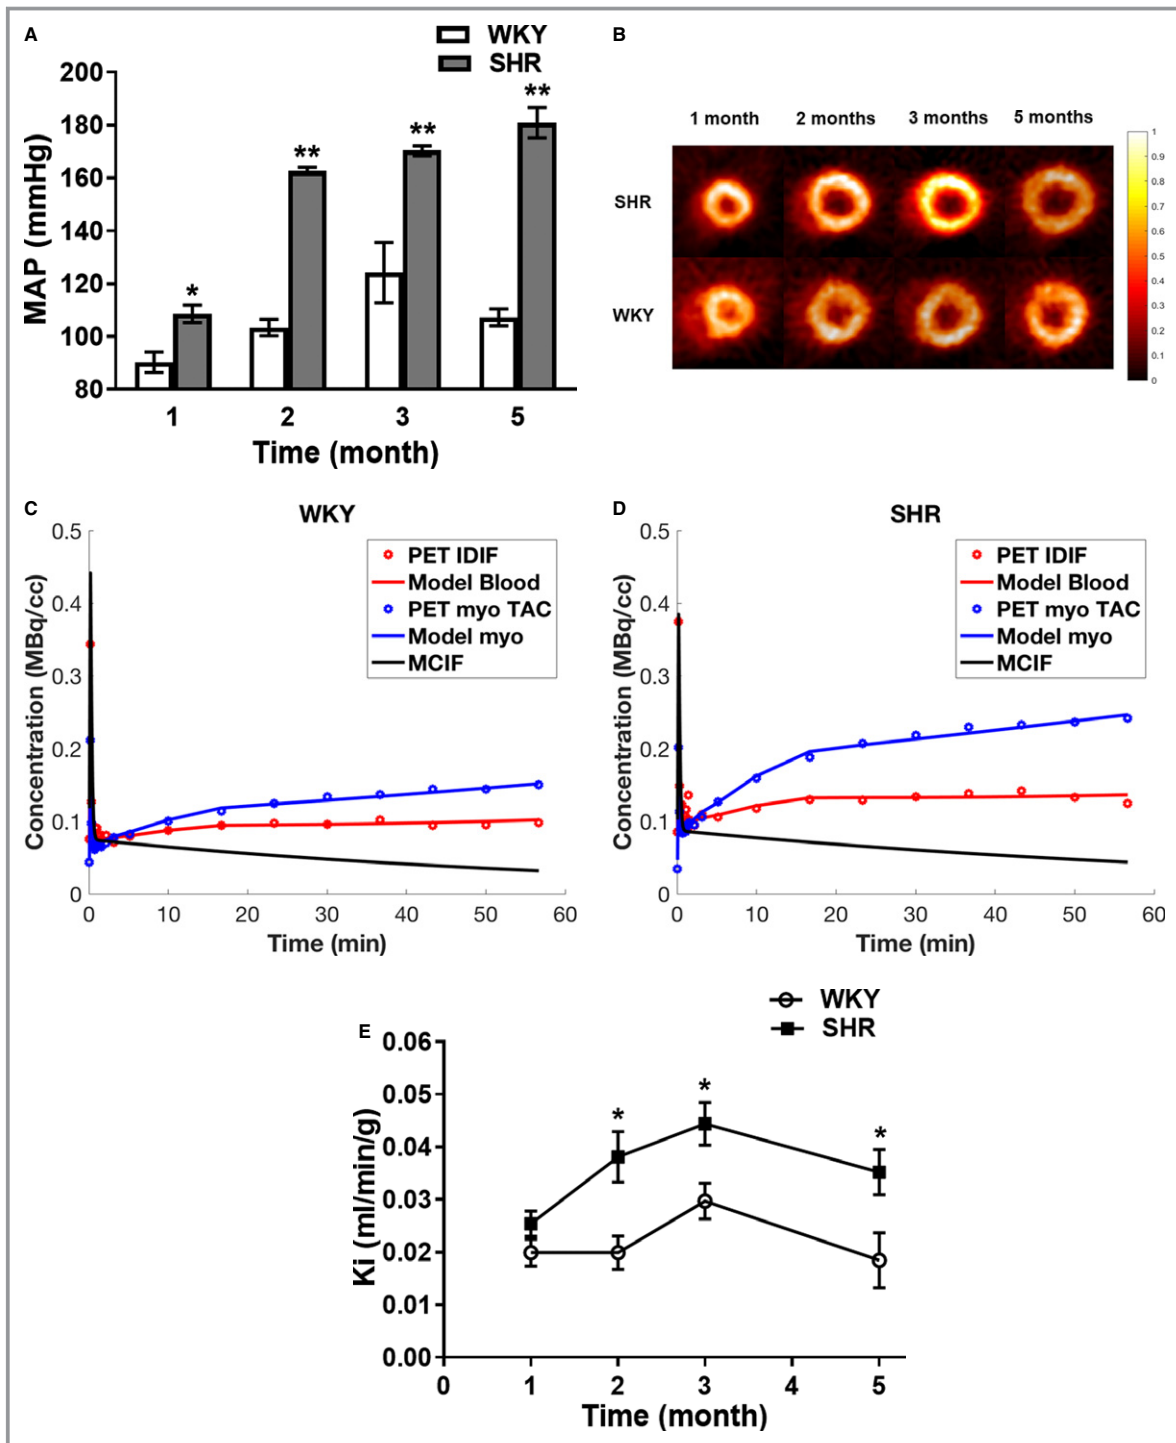 A
WKY
SHR
MAP (mmHg)
200
180
160
140
120
100
80
*
**
**
**
1
2
3
5
Time (month)
B
1 month
2 months
3 months
5 months
SHR
WKY
1
0.9
0.8
0.7
0.6
0.5
0.4
0.3
0.2
0.1
0
C
WKY
Concentration (MBq/cc)
0.5
0.4
0.3
0.2
0.1
0
PET IDIF
Model Blood
PET myo TAC
Model myo
MCIF
0
10
20
30
40
50
60
Time (min)
D
SHR
Concentration (MBq/cc)
0.5
0.4
0.3
0.2
0.1
0
PET IDIF
Model Blood
PET myo TAC
Model myo
MCIF
0
10
20
30
40
50
60
Time (min)
E
WKY
SHR
Ki (ml/min/g)
0.06
0.05
0.04
0.03
0.02
0.01
0.00
*
*
*
0
1
2
3
4
5
Time (month)